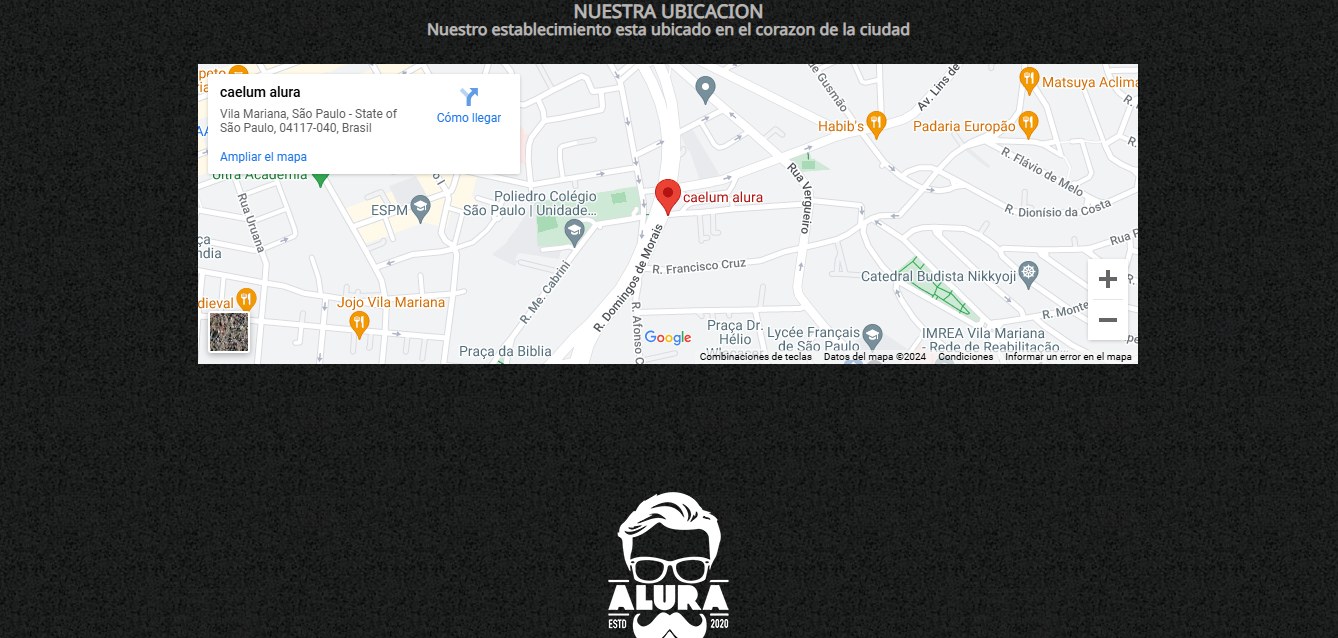 NUESTRA UBICACION
Nuestro establecimiento esta ubicado en el corazon de la ciudad
caelum alura
Vila Mariana, São Paulo - State of
São Paulo, 04117-040, Brasil
Cómo llegar
Ampliar el mapa
Ultra Academia
R. Uruana
ESPM
Poliedro Colégio
São Paulo | Unidade...
caelum alura
Habib's
Padaria Europão
Matsuya Aclima
de Gusmão
Av. Lins de
R. Flávio de Melo
R. Dionísio da Costa
Rua Vergueiro
R. Domingos de Morais
R. Francisco Cruz
R. Me. Cabrini
R. Afonso C
Catedral Budista Nikkyoji
R. Monte
Jojo Vila Mariana
dieval
Praça da Biblia
Google
Praça Dr.
Hélio
Lycée Français
de São Paulo
IMREA Vila Mariana
- Rede de Reabilitação...
Combinaciones de teclas
Datos del mapa ©2024
Condiciones
Informar un error en el mapa
ALURA
ESTD
2020